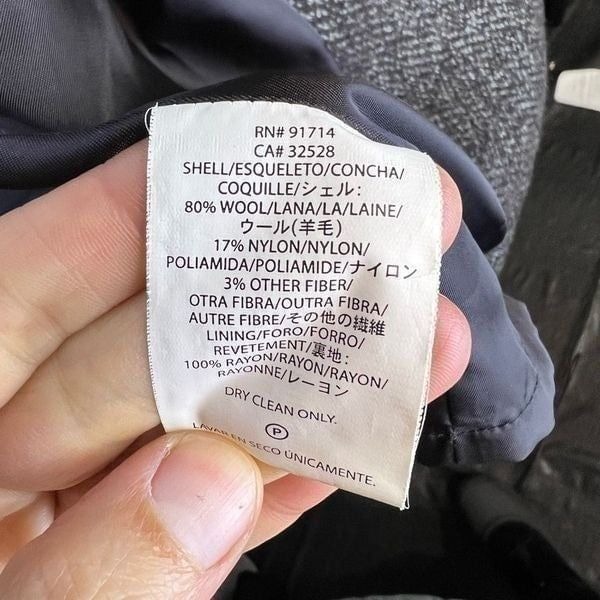 RN# 91714
CA# 32528
SHELL/ESQUELETO/CONCHA/
COQUILLE/シェル:
80% WOOL/LANA/LA/LAINE/
ウール(羊毛)
17% NYLON/NYLON/
POLIAMIDA/POLIAMIDE/ナイロン
3% OTHER FIBER/
OTRA FIBRA/OUTRA FIBRA/
AUTRE FIBRE/その他の繊維
LINING/FORO/FORRO/
REVETEMENT/裏地:
100% RAYON/RAYON/RAYON/
RAYONNE/レーヨン
DRY CLEAN ONLY.
P
LAVAR EN SECO ÚNICAMENTE.